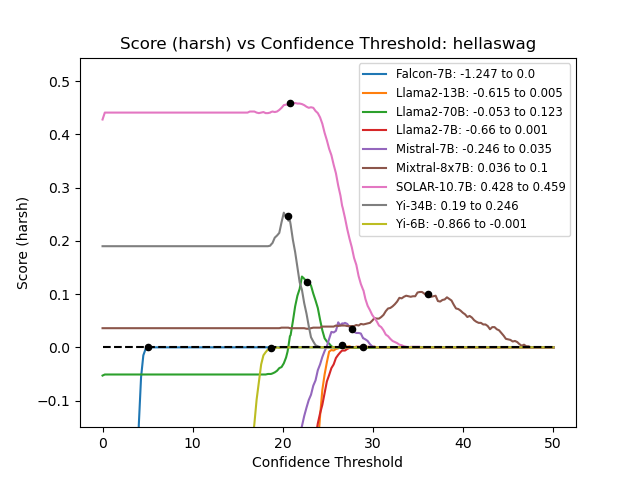 Score (harsh) vs Confidence Threshold: hellaswag
Falcon-7B: -1.247 to 0.0
Llama2-13B: -0.615 to 0.005
Llama2-70B: -0.053 to 0.123
Llama2-7B: -0.66 to 0.001
Mistral-7B: -0.246 to 0.035
Mixtral-8x7B: 0.036 to 0.1
SOLAR-10.7B: 0.428 to 0.459
Yi-34B: 0.19 to 0.246
Yi-6B: -0.866 to -0.001
Score (harsh)
0.5
0.4
0.3
0.2
0.1
0.0
−0.1
0 10 20 30 40 50
Confidence Threshold